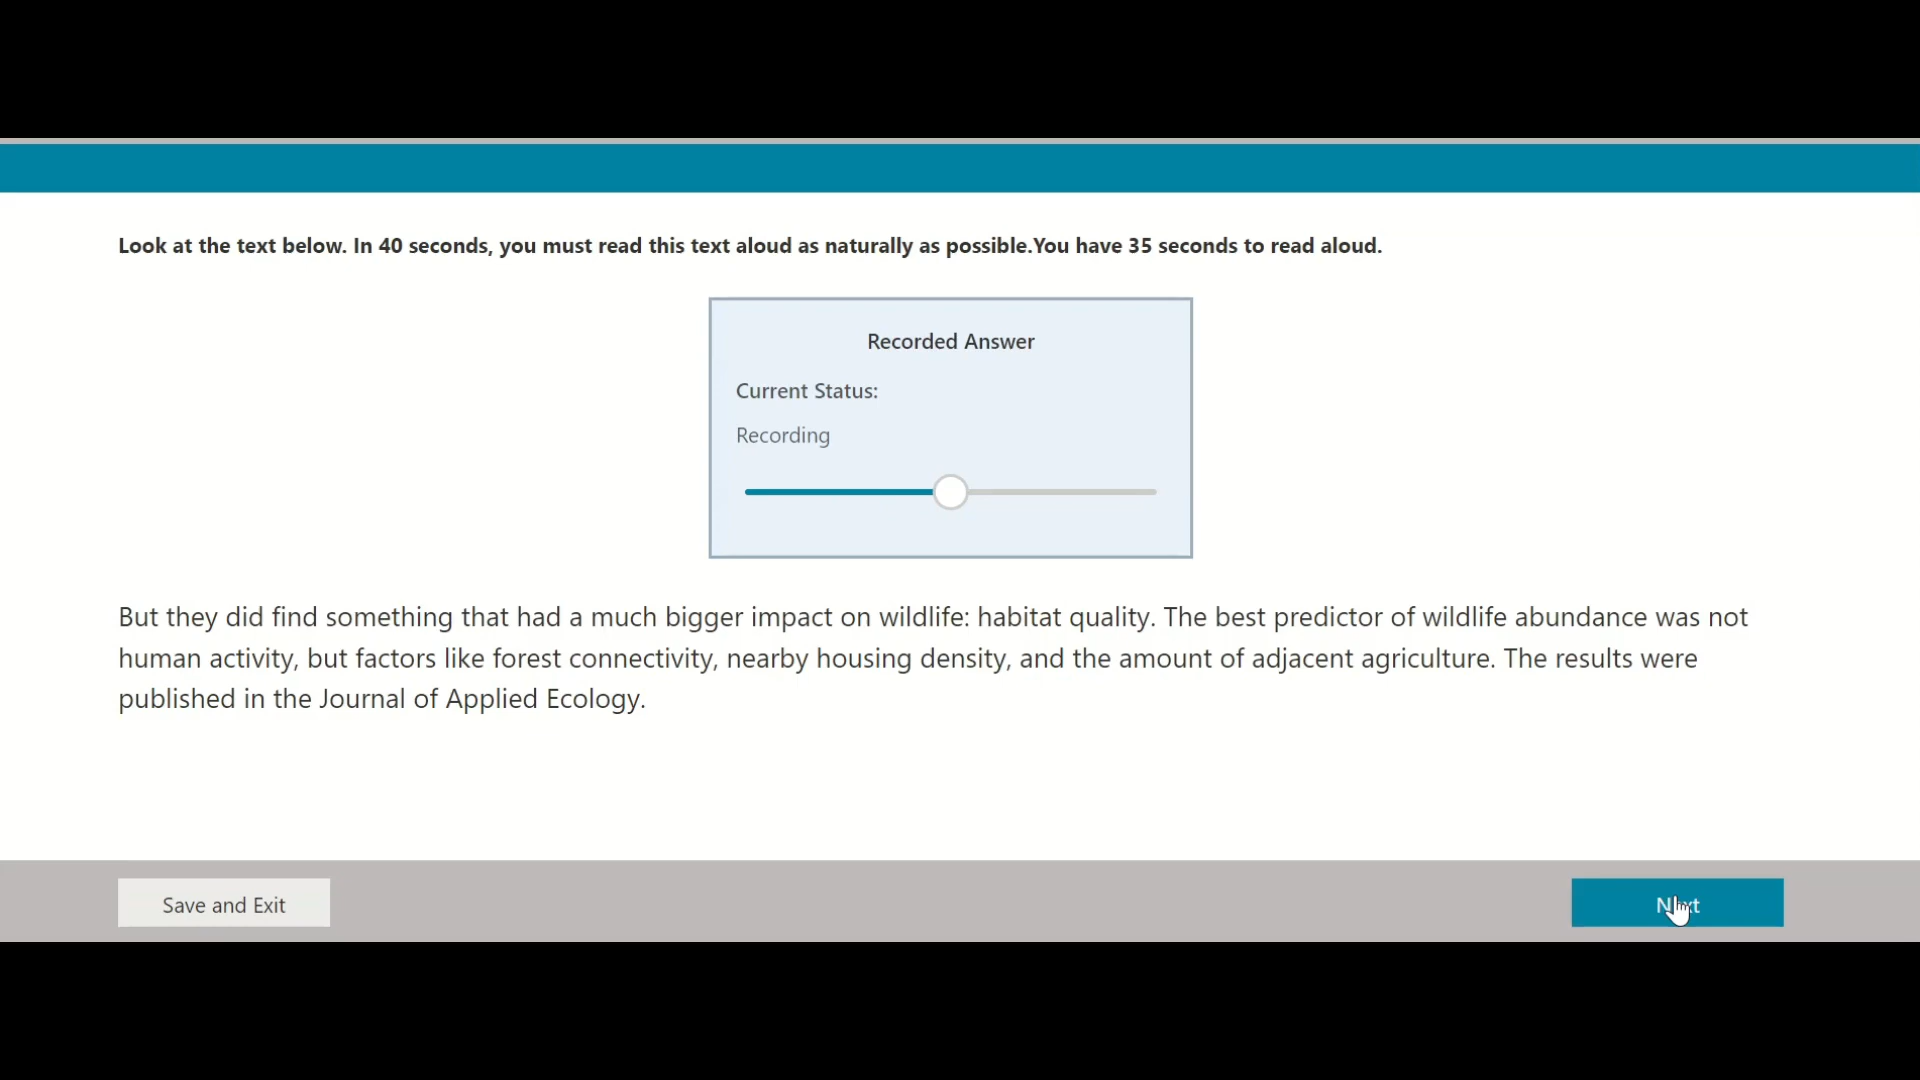 Look at the text below. In 40 seconds, you must read this text aloud as naturally as possible.You have 35 seconds to read aloud.
Recorded Answer
Current Status:
Recording
But they did find something that had a much bigger impact on wildlife: habitat quality. The best predictor of wildlife abundance was not
human activity, but factors like forest connectivity, nearby housing density, and the amount of adjacent agriculture. The results were
published in the Journal of Applied Ecology.
Save and Exit
Next